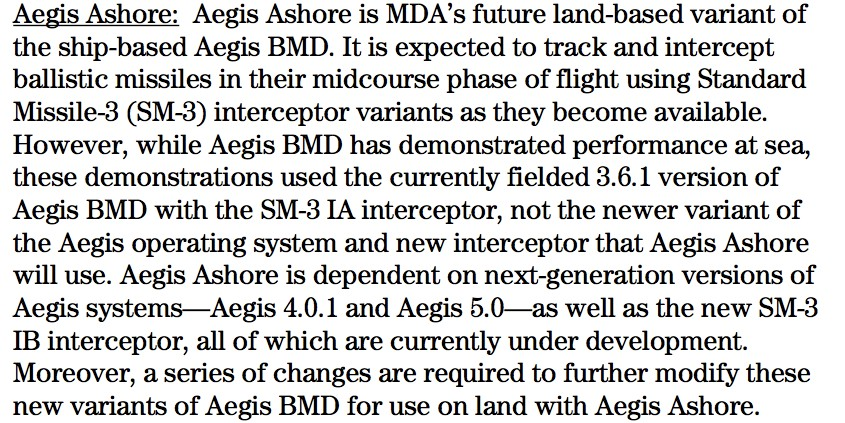 Aegis Ashore:  Aegis Ashore is MDA’s future land-based variant of
the ship-based Aegis BMD. It is expected to track and intercept
ballistic missiles in their midcourse phase of flight using Standard
Missile-3 (SM-3) interceptor variants as they become available.
However, while Aegis BMD has demonstrated performance at sea,
these demonstrations used the currently fielded 3.6.1 version of
Aegis BMD with the SM-3 IA interceptor, not the newer variant of
the Aegis operating system and new interceptor that Aegis Ashore
will use. Aegis Ashore is dependent on next-generation versions of
Aegis systems—Aegis 4.0.1 and Aegis 5.0—as well as the new SM-3
IB interceptor, all of which are currently under development.
Moreover, a series of changes are required to further modify these
new variants of Aegis BMD for use on land with Aegis Ashore.